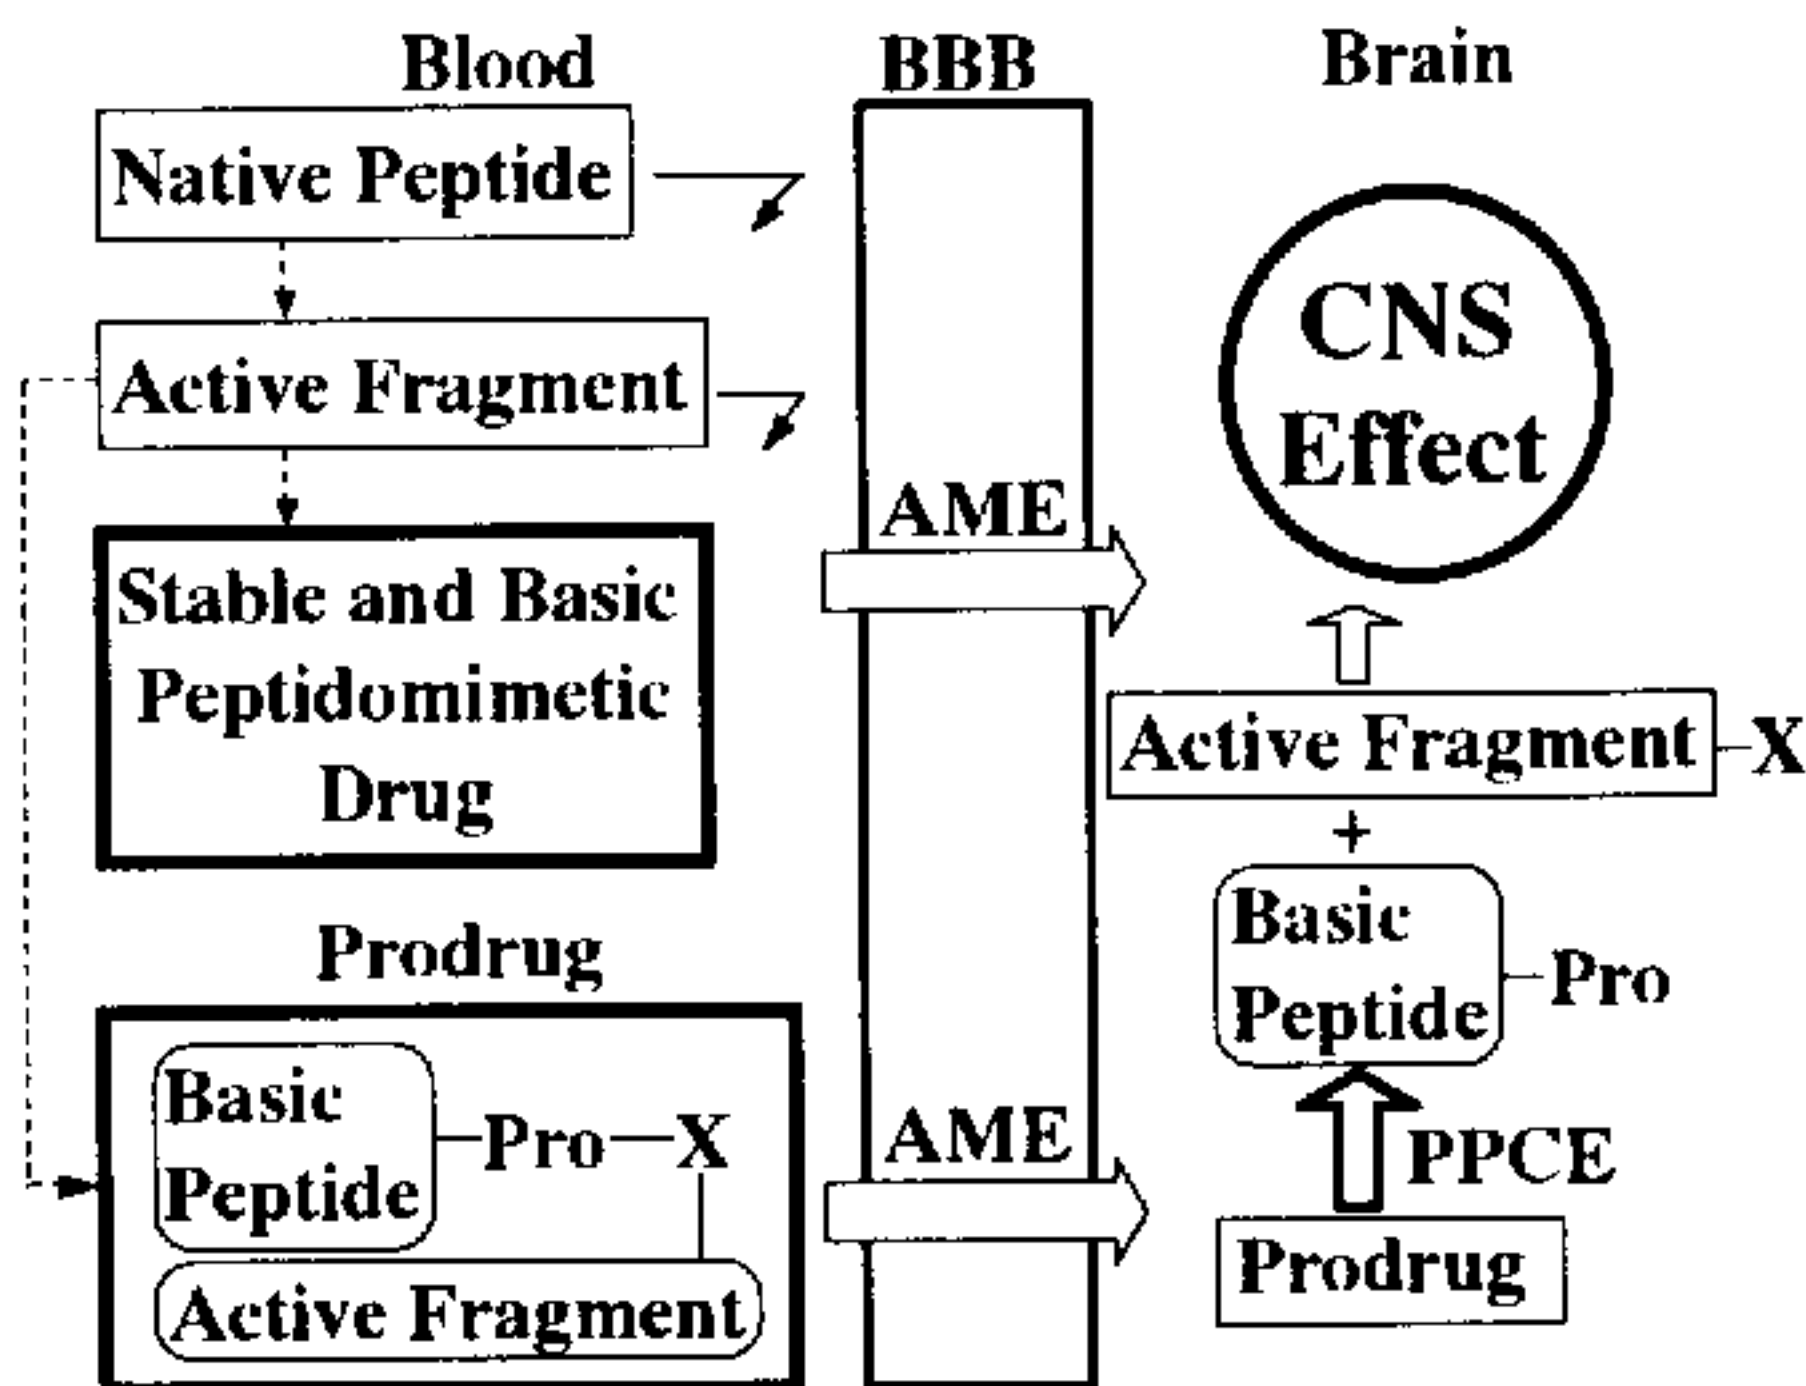 Blood
BBB
Brain
Native Peptide
Active Fragment
Stable and Basic
Peptidomimetic
Drug
Prodrug
Basic
Peptide
Pro
X
Active Fragment
AME
AME
CNS
Effect
Active Fragment
X
+
Basic
Peptide
Pro
PPCE
Prodrug